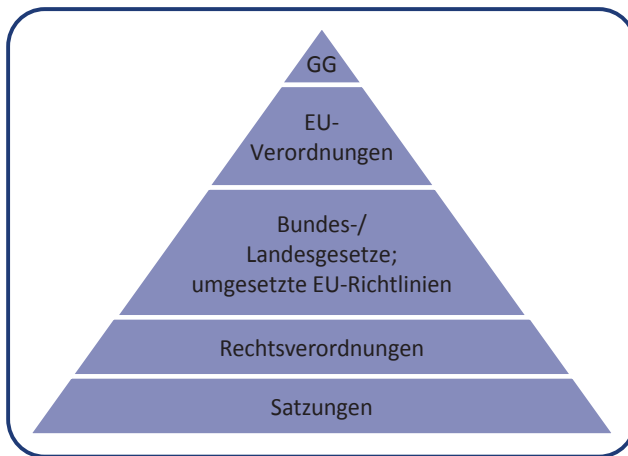 GG
EU-
Verordnungen
Bundes-/
Landesgesetze;
umgesetzte EU-Richtlinien
Rechtsverordnungen
Satzungen